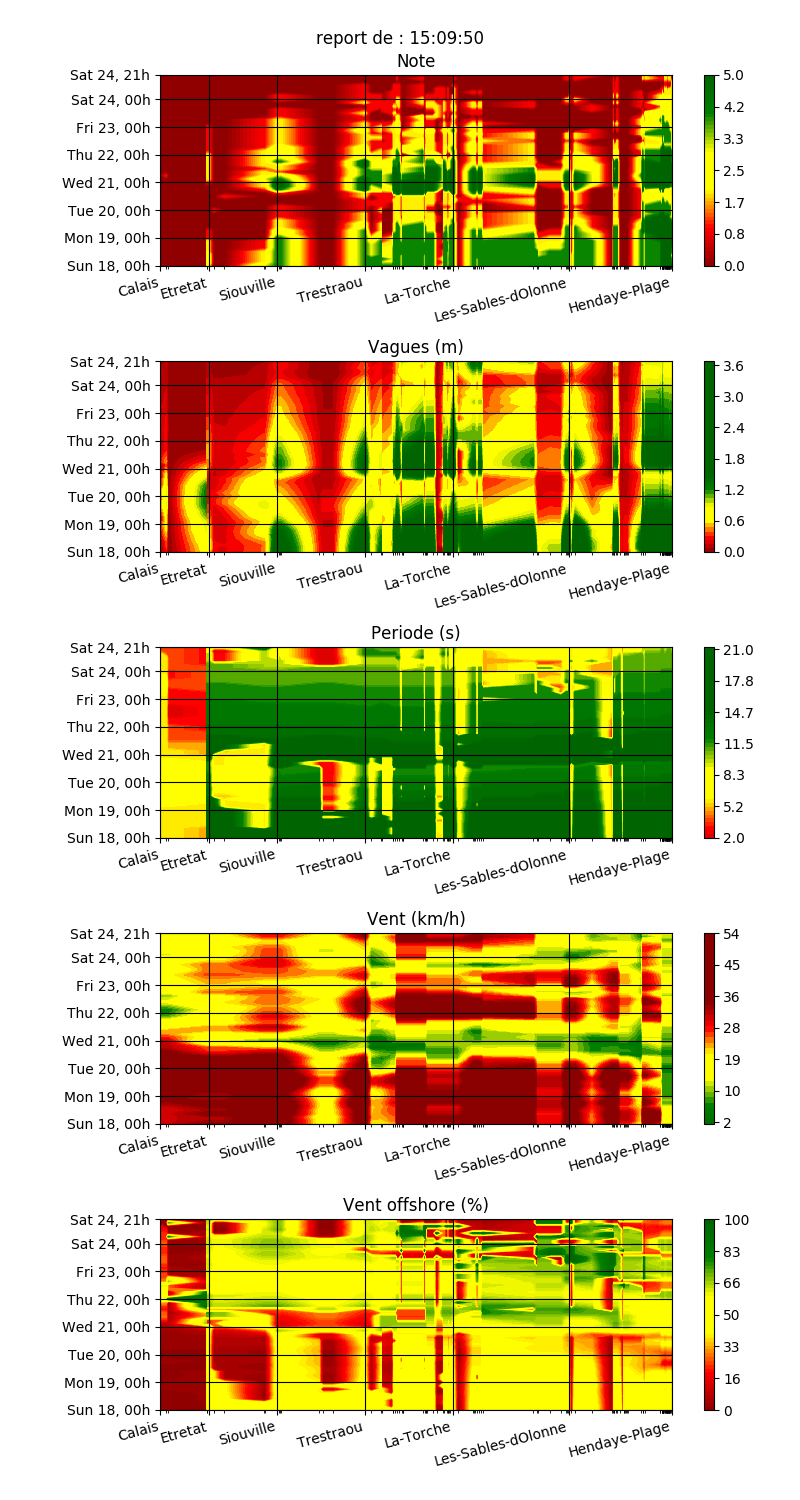 report de : 15:09:50
Note
Sat 24, 21h
Sat 24, 00h
Fri 23, 00h
Thu 22, 00h
Wed 21, 00h
Tue 20, 00h
Mon 19, 00h
Sun 18, 00h
5.0
4.2
3.3
2.5
1.7
0.8
0.0
Calais
Etretat
Siouville
Trestraou
La-Torche
Les-Sables-dOlonne
Hendaye-Plage
Vagues (m)
Sat 24, 21h
Sat 24, 00h
Fri 23, 00h
Thu 22, 00h
Wed 21, 00h
Tue 20, 00h
Mon 19, 00h
Sun 18, 00h
3.6
3.0
2.4
1.8
1.2
0.6
0.0
Calais
Etretat
Siouville
Trestraou
La-Torche
Les-Sables-dOlonne
Hendaye-Plage
Periode (s)
Sat 24, 21h
Sat 24, 00h
Fri 23, 00h
Thu 22, 00h
Wed 21, 00h
Tue 20, 00h
Mon 19, 00h
Sun 18, 00h
21.0
17.8
14.7
11.5
8.3
5.2
2.0
Calais
Etretat
Siouville
Trestraou
La-Torche
Les-Sables-dOlonne
Hendaye-Plage
Vent (km/h)
Sat 24, 21h
Sat 24, 00h
Fri 23, 00h
Thu 22, 00h
Wed 21, 00h
Tue 20, 00h
Mon 19, 00h
Sun 18, 00h
54
45
36
28
19
10
2
Calais
Etretat
Siouville
Trestraou
La-Torche
Les-Sables-dOlonne
Hendaye-Plage
Vent offshore (%)
Sat 24, 21h
Sat 24, 00h
Fri 23, 00h
Thu 22, 00h
Wed 21, 00h
Tue 20, 00h
Mon 19, 00h
Sun 18, 00h
100
83
66
50
33
16
0
Calais
Etretat
Siouville
Trestraou
La-Torche
Les-Sables-dOlonne
Hendaye-Plage